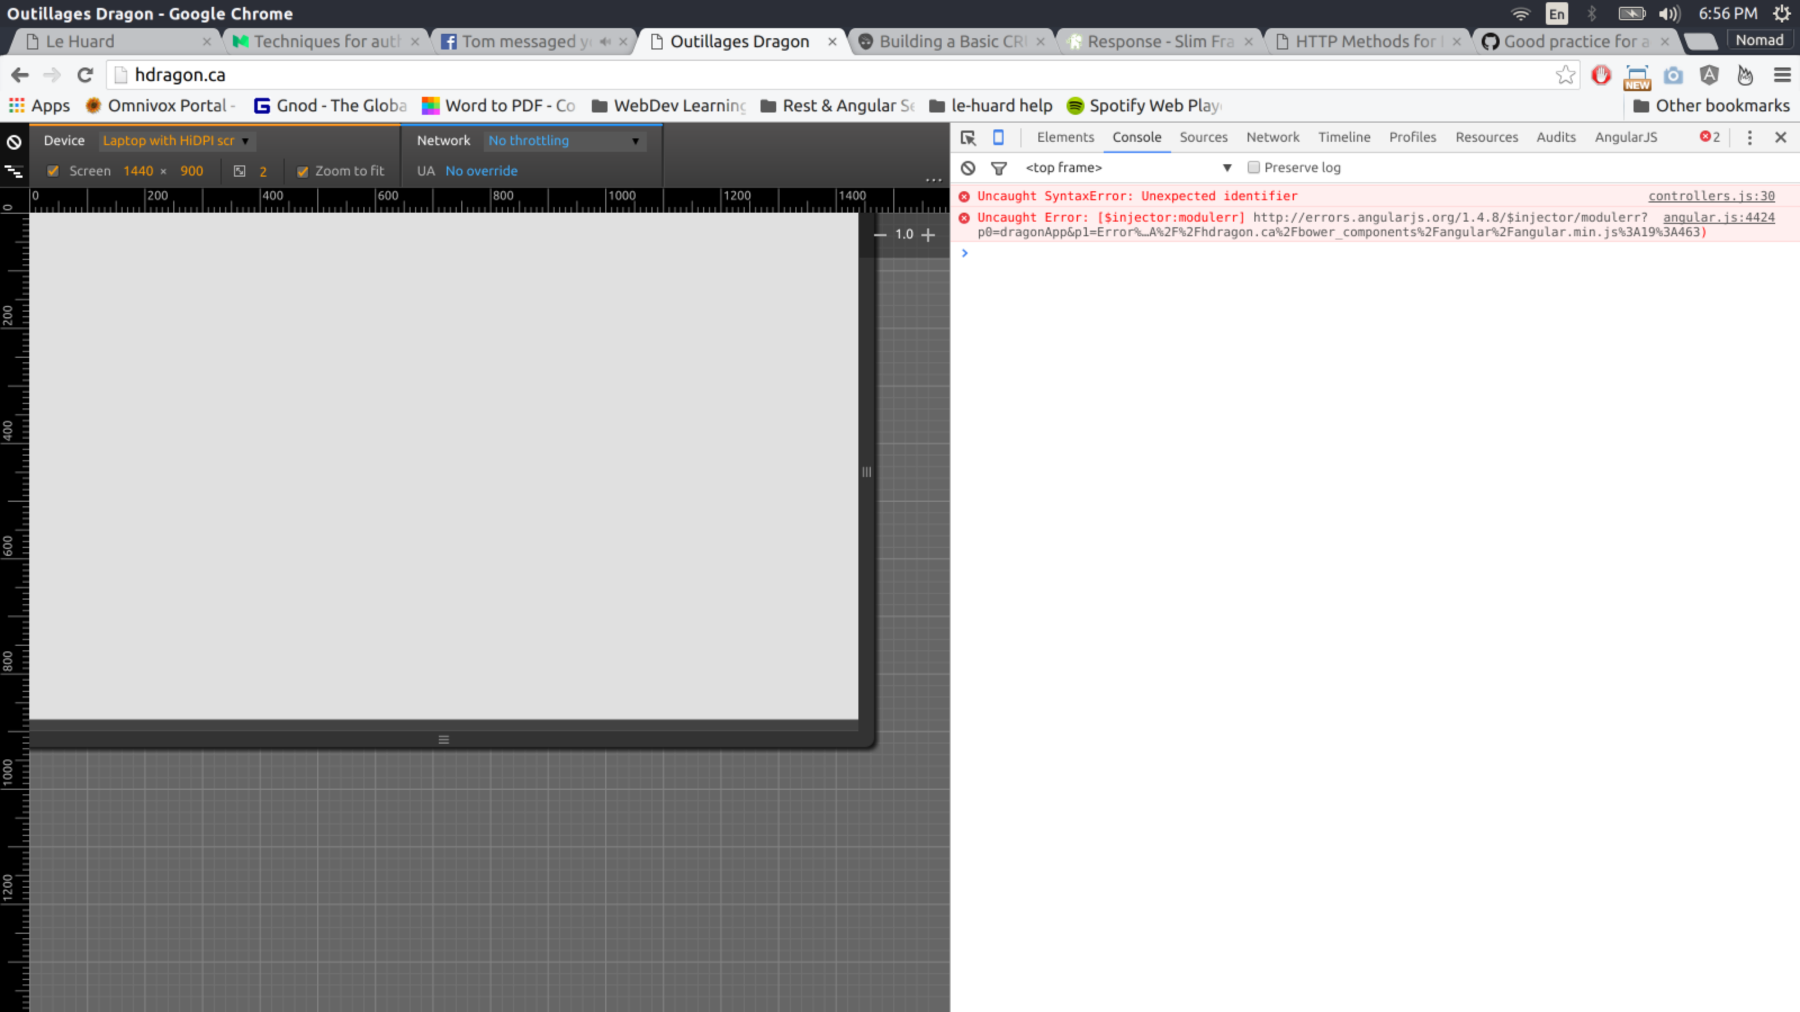 Outillages Dragon - Google Chrome
En
6:56 PM
Le Huard
Techniques for auth
Tom messaged y
Outillages Dragon
Building a Basic CR
Response - Slim Fra
HTTP Methods for
Good practice for a
Nomad
hdragon.ca
NEW
Apps
Omnivox Portal -
Gnod - The Globa
Word to PDF - Co
WebDev Learning
Rest & Angular Se
le-huard help
Spotify Web Play
Other bookmarks
Device Laptop with HiDPI scr
Network No throttling
Screen 1440 × 900 2 Zoom to fit
UA No override
...
0 200 400 600 800 1000 1200 1400
0
200
400
600
800
1000
1200
1.0
Elements Console Sources Network Timeline Profiles Resources Audits AngularJS 2
<top frame> Preserve log
Uncaught SyntaxError: Unexpected identifier controllers.js:30
Uncaught Error: [$injector:modulerr] http://errors.angularjs.org/1.4.8/$injector/modulerr? angular.js:4424
p0=dragonApp&p1=Error%…A%2F%2Fhdragon.ca%2Fbower_components%2Fangular%2Fangular.min.js%3A19%3A463)